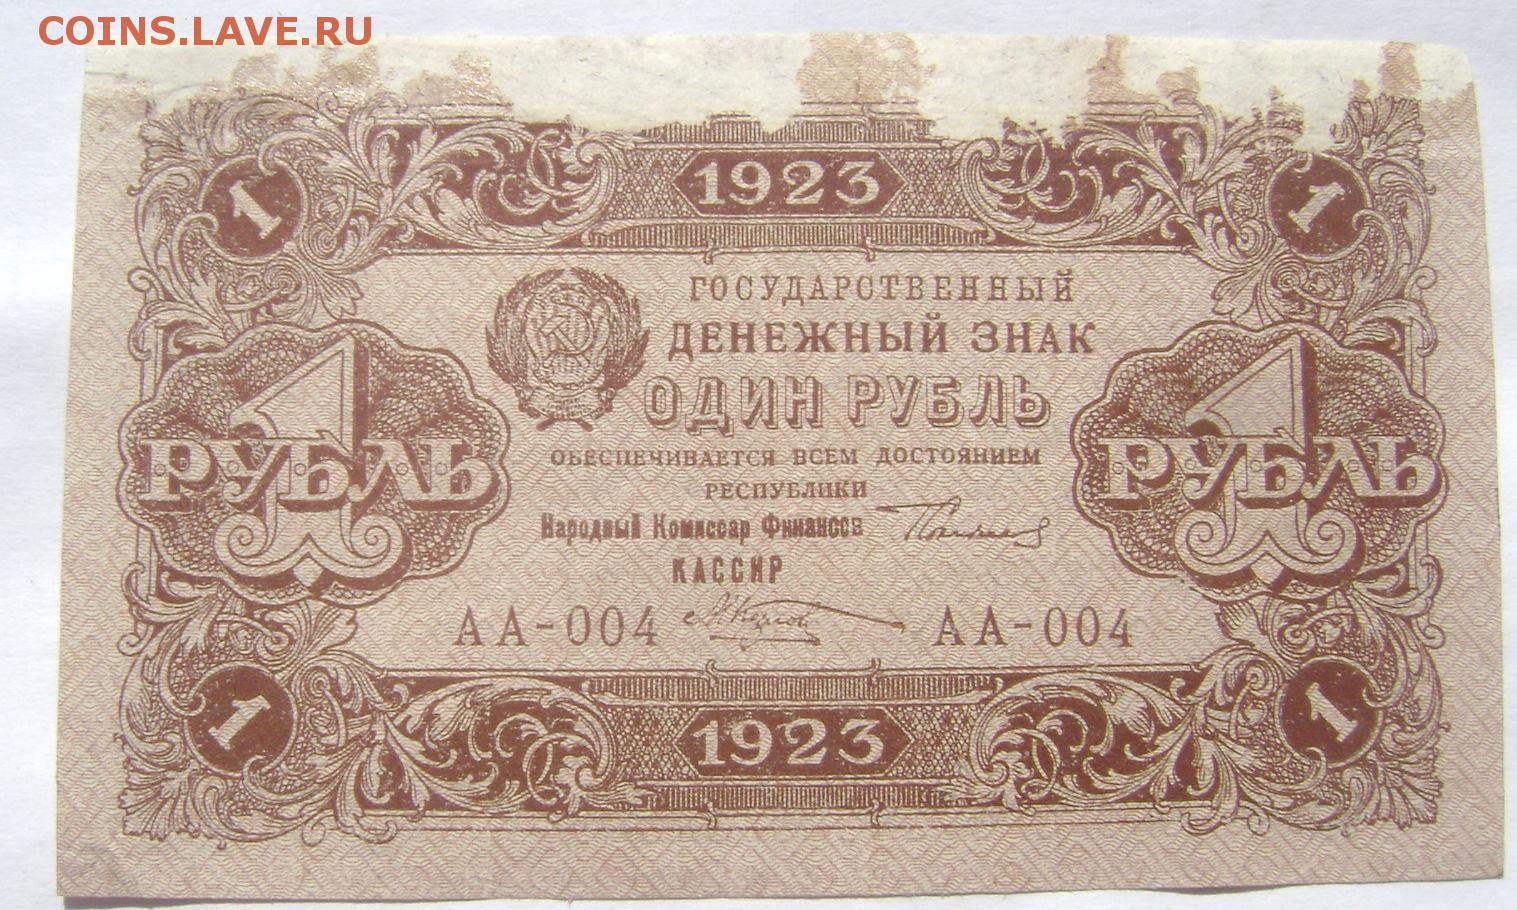 COINS.LAVE.RU
1 1923 1
ГОСУДАРСТВЕННЫЙ
ДЕНЕЖНЫЙ ЗНАК
ОДИН РУБЛЬ
1 РУБЛЬ
1 РУБЛЬ
ОБЕСПЕЧИВАЕТСЯ ВСЕМ ДОСТОЯНИЕМ
РЕСПУБЛИКИ
Народный Комиссар Финансов
КАССИР
АА-004 АА-004
1 1923 1